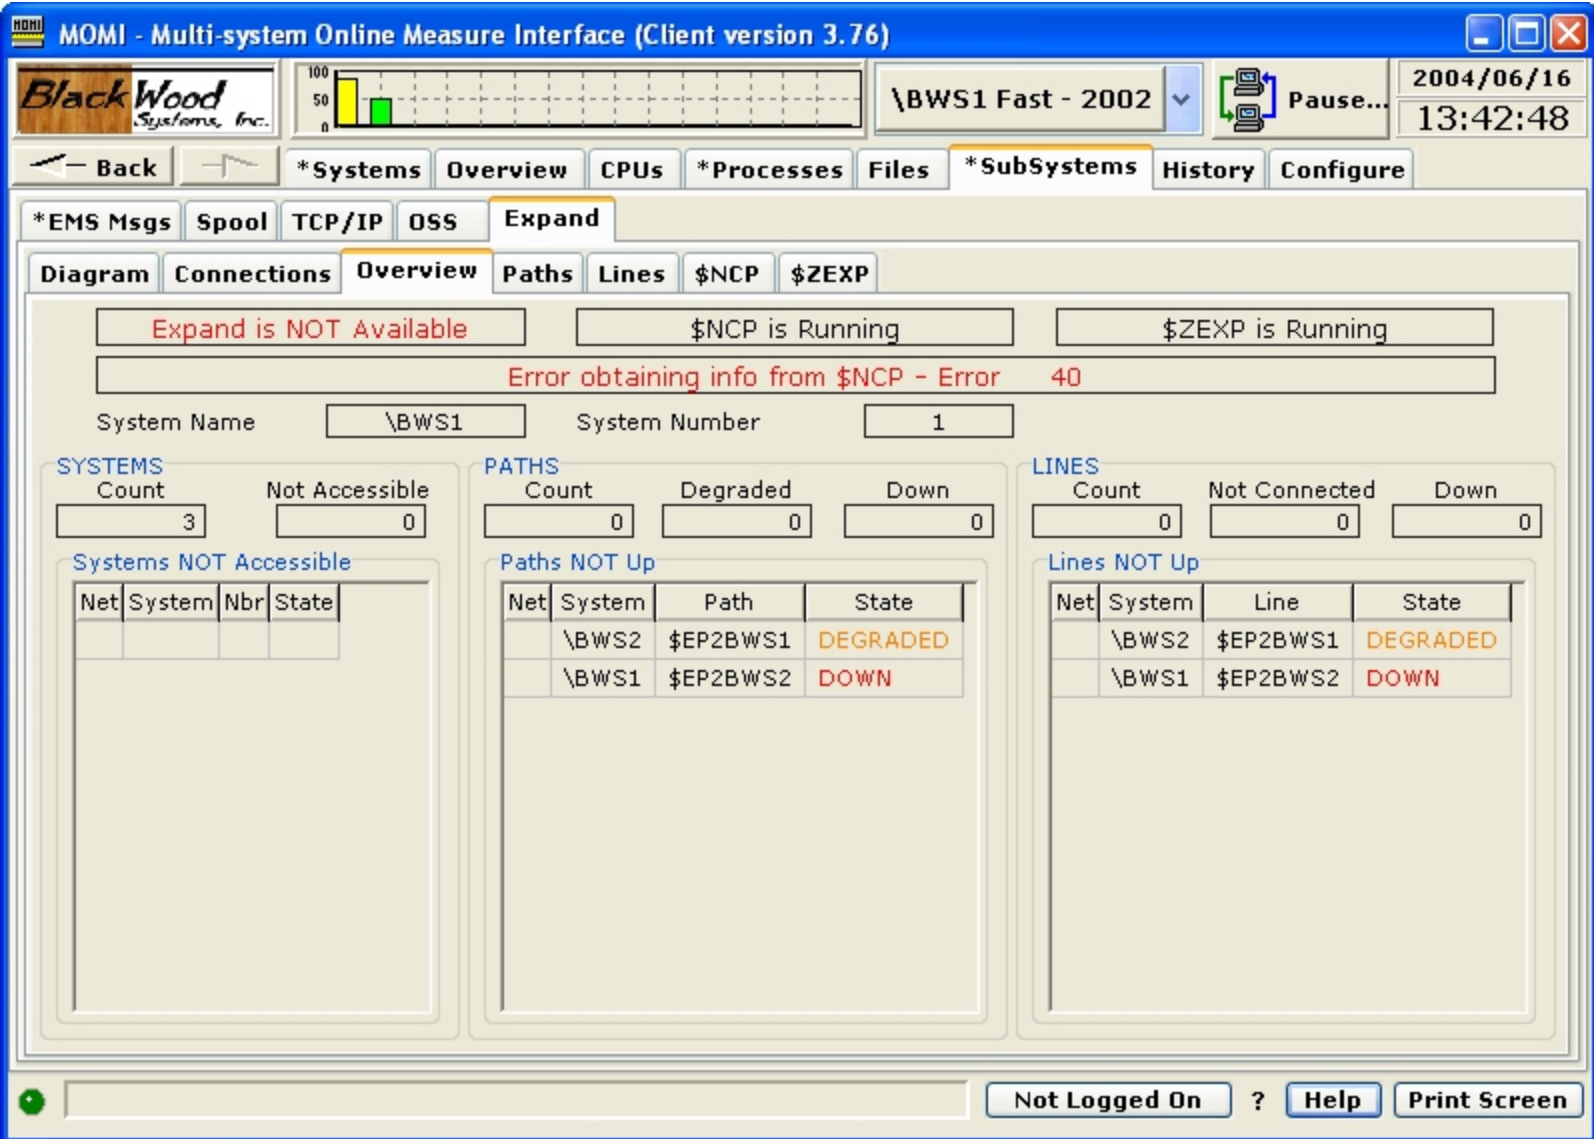 MOMI
MOMI - Multi-system Online Measure Interface (Client version 3.76)
BlackWood
Systems, Inc.
100
50
0
\BWS1 Fast - 2002
Pause...
2004/06/16
13:42:48
Back
*Systems Overview CPUs *Processes Files *SubSystems History Configure
*EMS Msgs Spool TCP/IP OSS Expand
Diagram Connections Overview Paths Lines $NCP $ZEXP
Expand is NOT Available $NCP is Running $ZEXP is Running
Error obtaining info from $NCP - Error 40
System Name \BWS1 System Number 1
SYSTEMS
Count Not Accessible
3 0
Systems NOT Accessible
Net System Nbr State
PATHS
Count Degraded Down
0 0 0
Paths NOT Up
Net System Path State
\BWS2 $EP2BWS1 DEGRADED
\BWS1 $EP2BWS2 DOWN
LINES
Count Not Connected Down
0 0 0
Lines NOT Up
Net System Line State
\BWS2 $EP2BWS1 DEGRADED
\BWS1 $EP2BWS2 DOWN
Not Logged On ? Help Print Screen